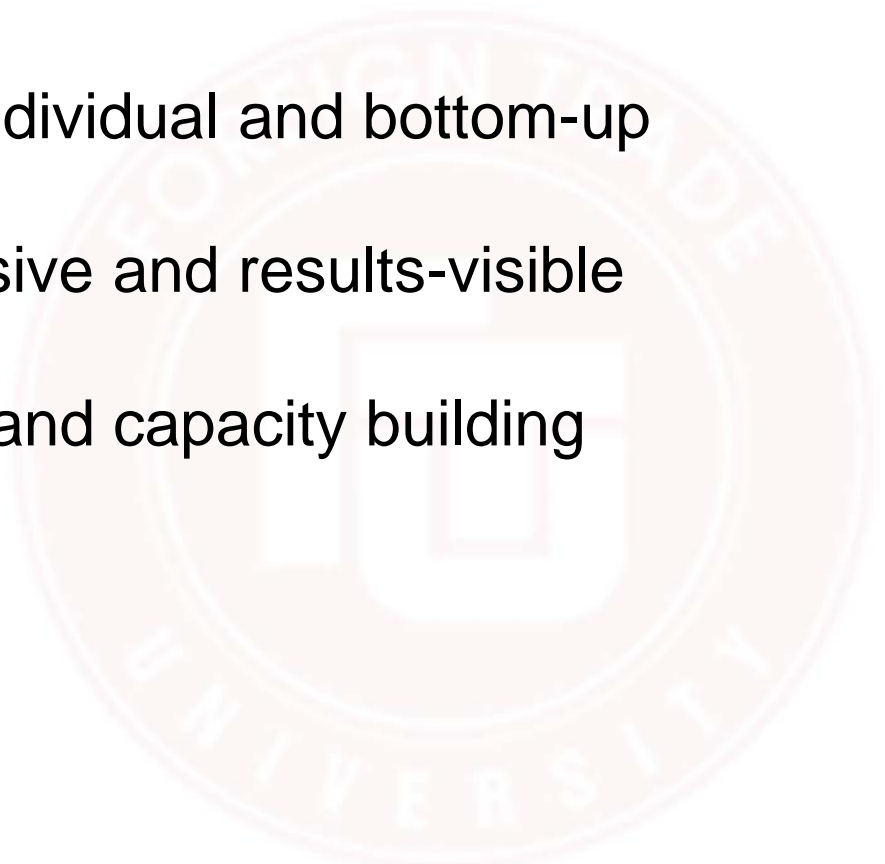 dividual and bottom-up
sive and results-visible
and capacity building
FOREIGN TRADE
UNIVERSITY